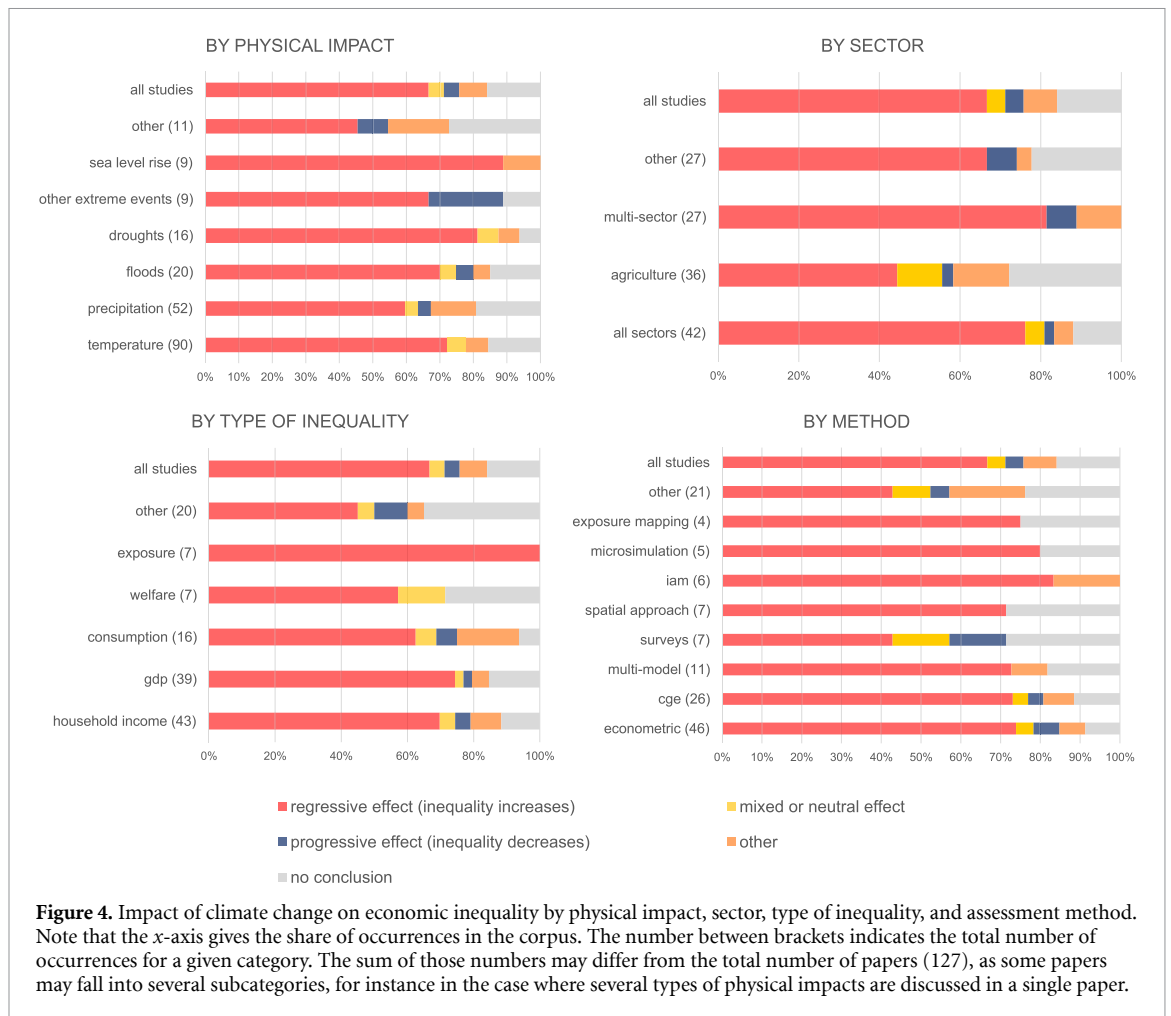 BY PHYSICAL IMPACT
all studies
other (11)
sea level rise (9)
other extreme events (9)
droughts (16)
floods (20)
precipitation (52)
temperature (90)
0% 10% 20% 30% 40% 50% 60% 70% 80% 90% 100%
BY SECTOR
all studies
other (27)
multi-sector (27)
agriculture (36)
all sectors (42)
0% 20% 40% 60% 80% 100%
BY TYPE OF INEQUALITY
all studies
other (20)
exposure (7)
welfare (7)
consumption (16)
gdp (39)
household income (43)
0% 20% 40% 60% 80% 100%
BY METHOD
all studies
other (21)
exposure mapping (4)
microsimulation (5)
iam (6)
spatial approach (7)
surveys (7)
multi-model (11)
cge (26)
econometric (46)
0% 10% 20% 30% 40% 50% 60% 70% 80% 90% 100%
regressive effect (inequality increases)
mixed or neutral effect
progressive effect (inequality decreases)
other
no conclusion
Figure 4. Impact of climate change on economic inequality by physical impact, sector, type of inequality, and assessment method.
Note that the x-axis gives the share of occurrences in the corpus. The number between brackets indicates the total number of
occurrences for a given category. The sum of those numbers may differ from the total number of papers (127), as some papers
may fall into several subcategories, for instance in the case where several types of physical impacts are discussed in a single paper.